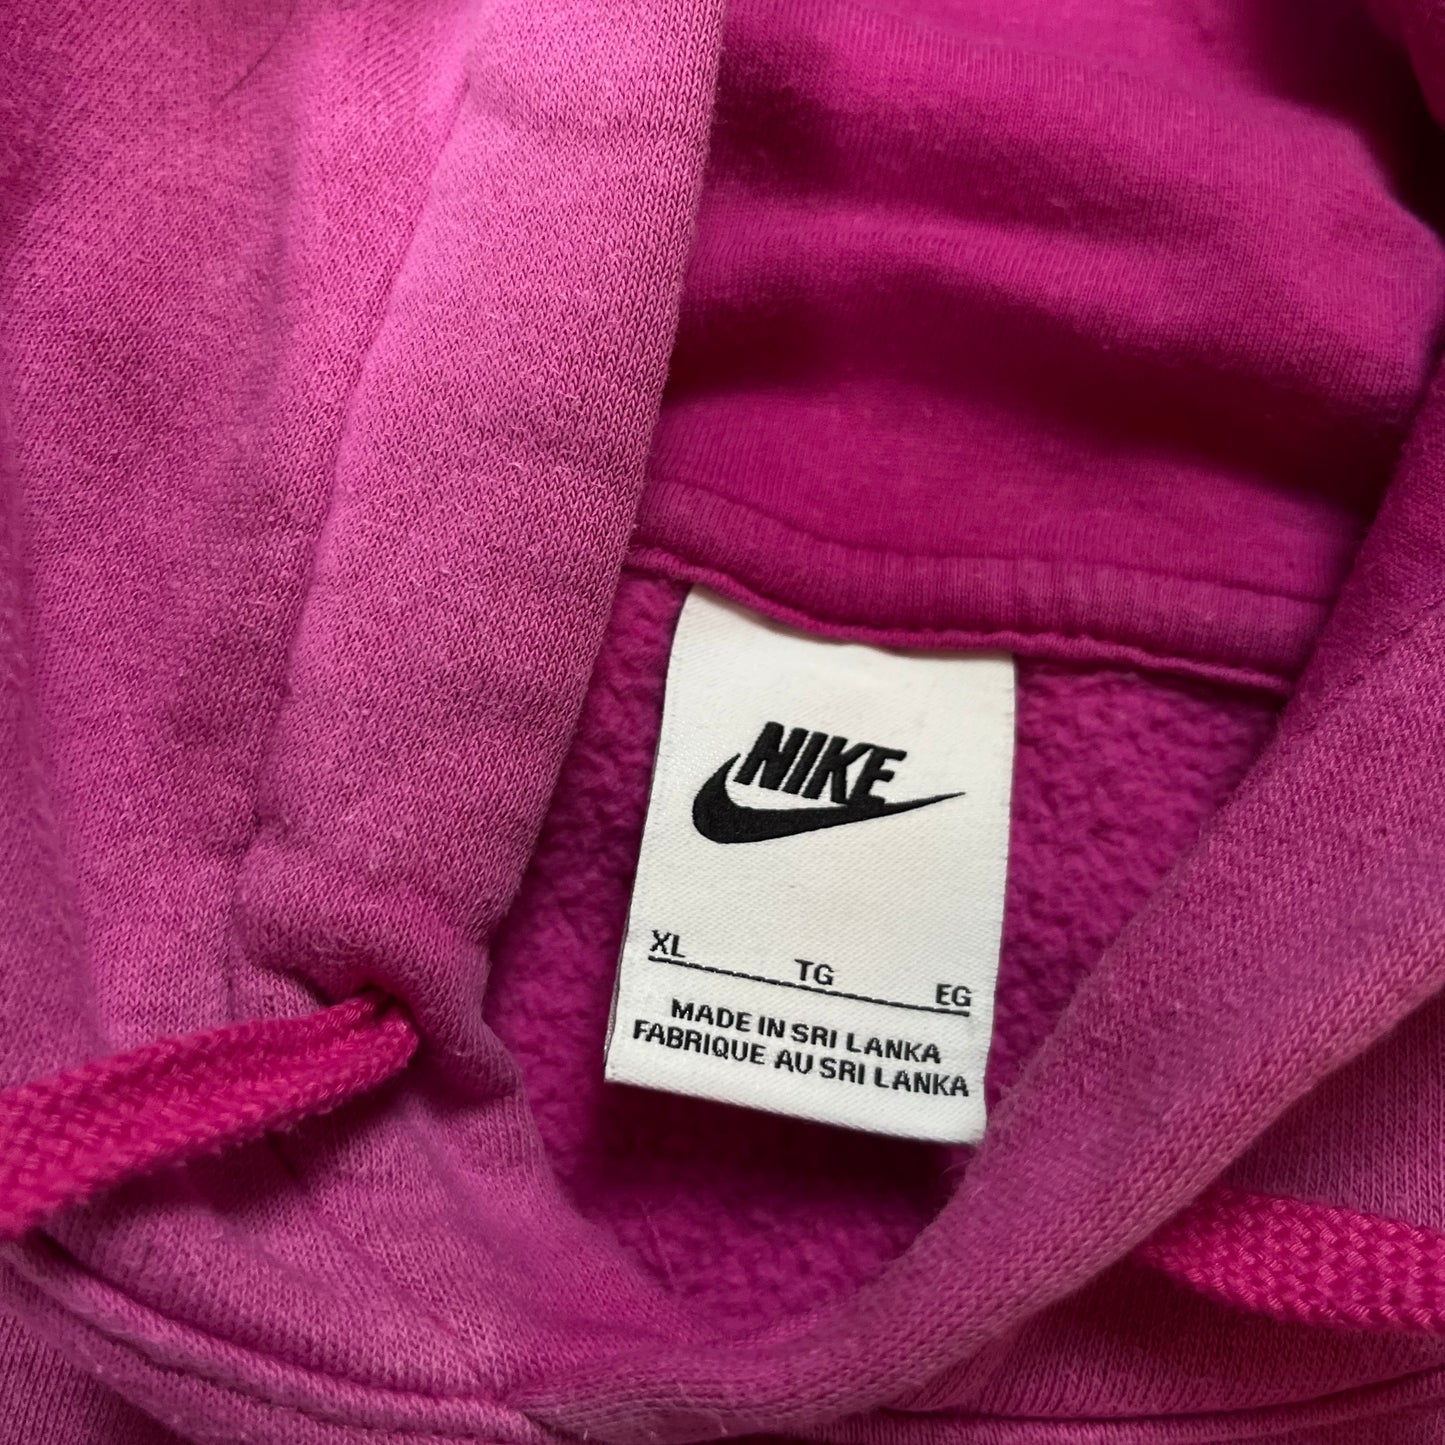 NIKE
XL TG EG
MADE IN SRI LANKA
FABRIQUE AU SRI LANKA